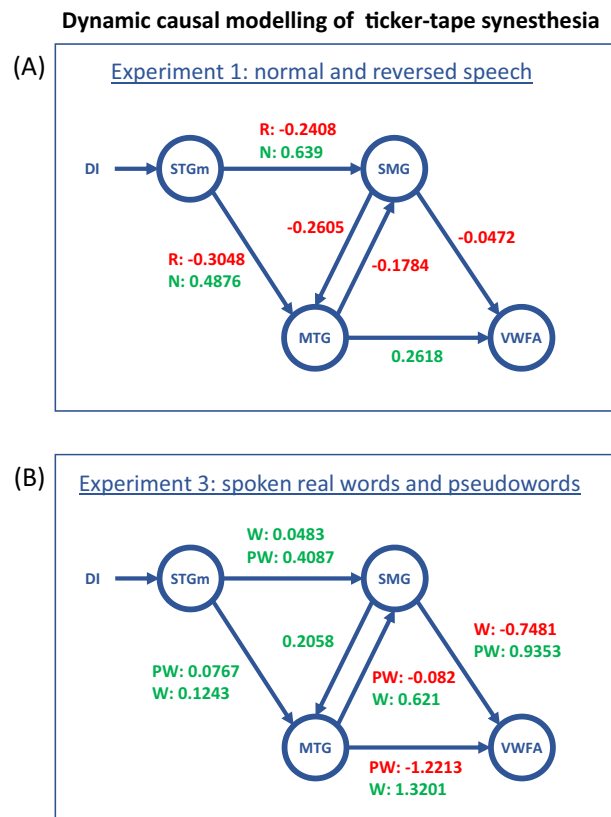 Dynamic causal modelling of ticker-tape synesthesia
(A)
Experiment 1: normal and reversed speech
R: -0.2408
N: 0.639
DI
STGm
SMG
-0.2605
-0.0472
R: -0.3048
N: 0.4876
-0.1784
MTG
VWFA
0.2618
(B)
Experiment 3: spoken real words and pseudowords
W: 0.0483
PW: 0.4087
DI
STGm
SMG
0.2058
W: -0.7481
PW: 0.9353
PW: 0.0767
W: 0.1243
PW: -0.082
W: 0.621
MTG
VWFA
PW: -1.2213
W: 1.3201